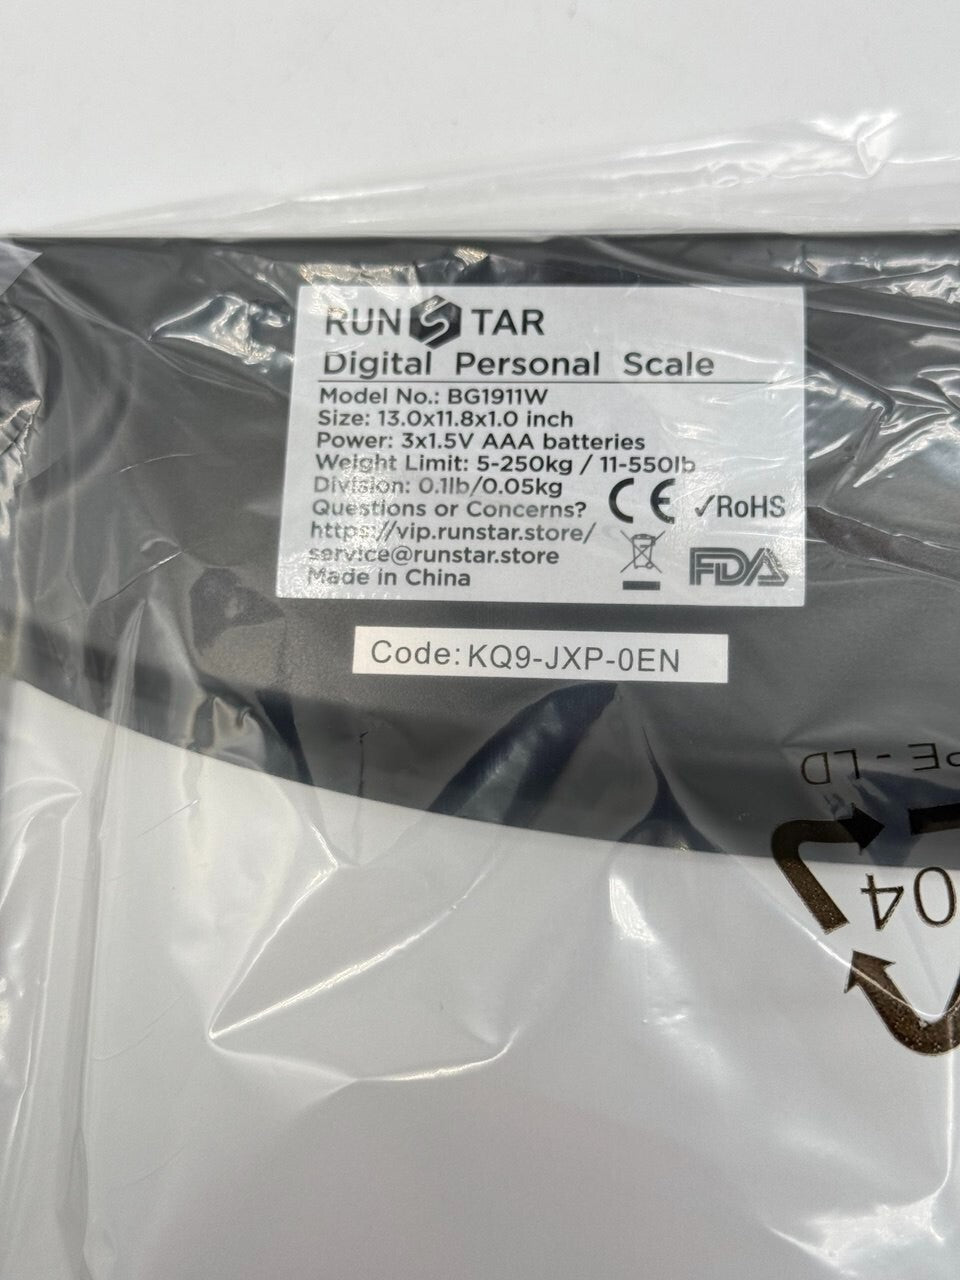 RUN S TAR
Digital Personal Scale
Model No.: BG1911W
Size: 13.0x11.8x1.0 inch
Power: 3x1.5V AAA batteries
Weight Limit: 5-250kg / 11-550lb
Division: 0.1lb/0.05kg
Questions or Concerns?
https://vip.runstar.store/
service@runstar.store
Made in China
CE ✓RoHS
FDA
Code: KQ9-JXP-0EN
PE-LD
04